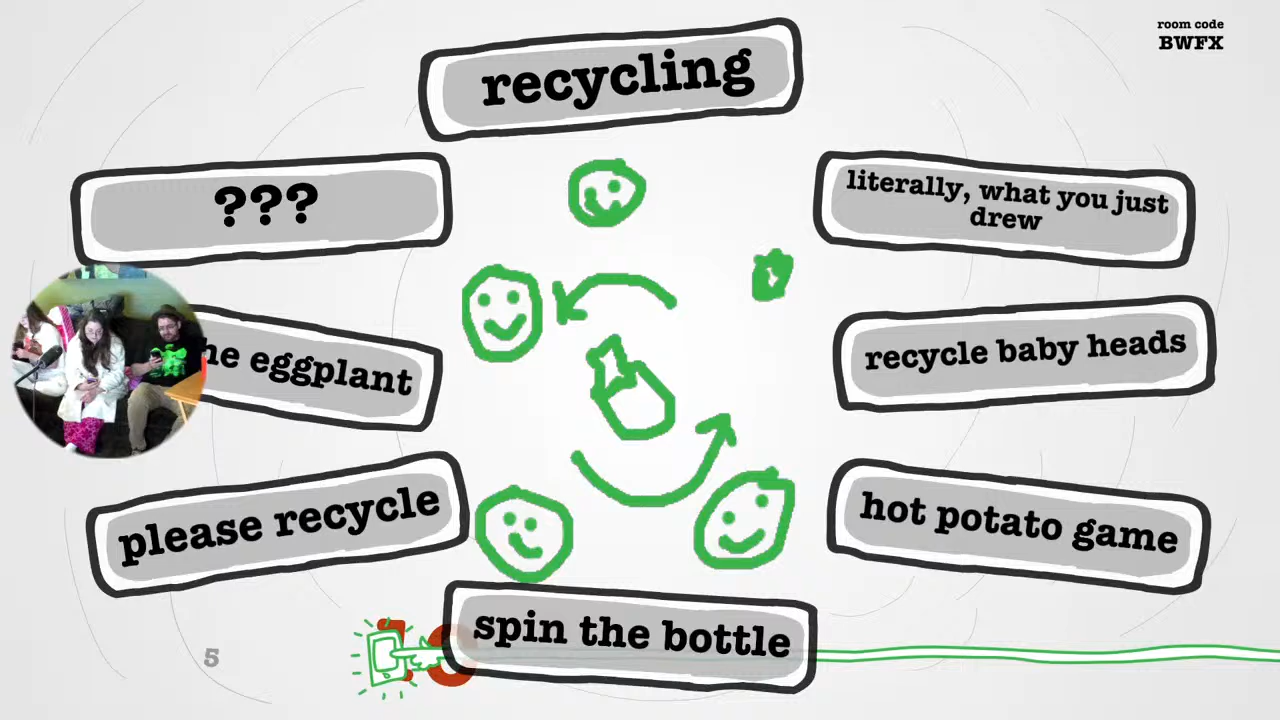 room code
BWFX
recycling
???
literally, what you just
drew
eggplant
recycle baby heads
please recycle
hot potato game
spin the bottle
5